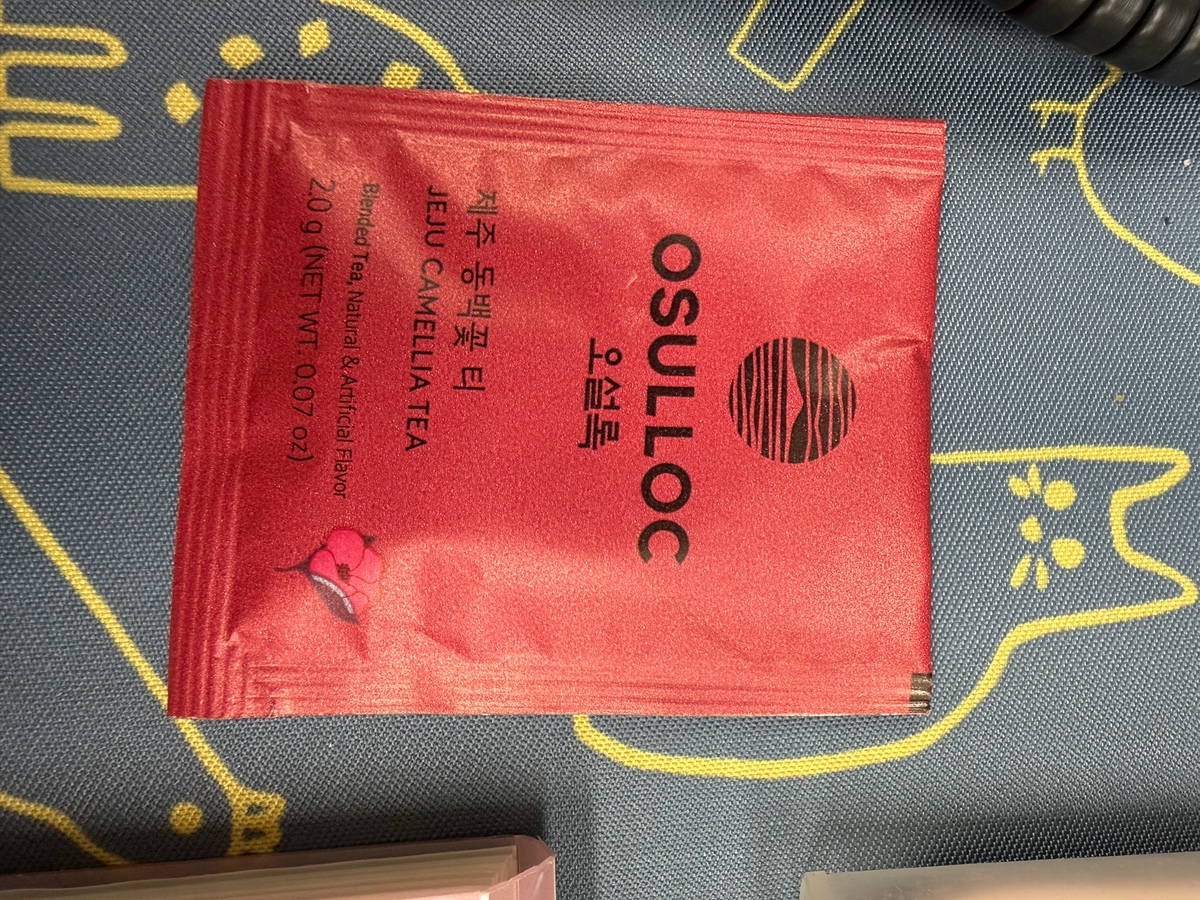 OSULLOC
오설록
제주 동백꽃 티
JEJU CAMELLIA TEA
Blended Tea, Natural & Artificial Flavor
2.0 g (NET WT. 0.07 oz)